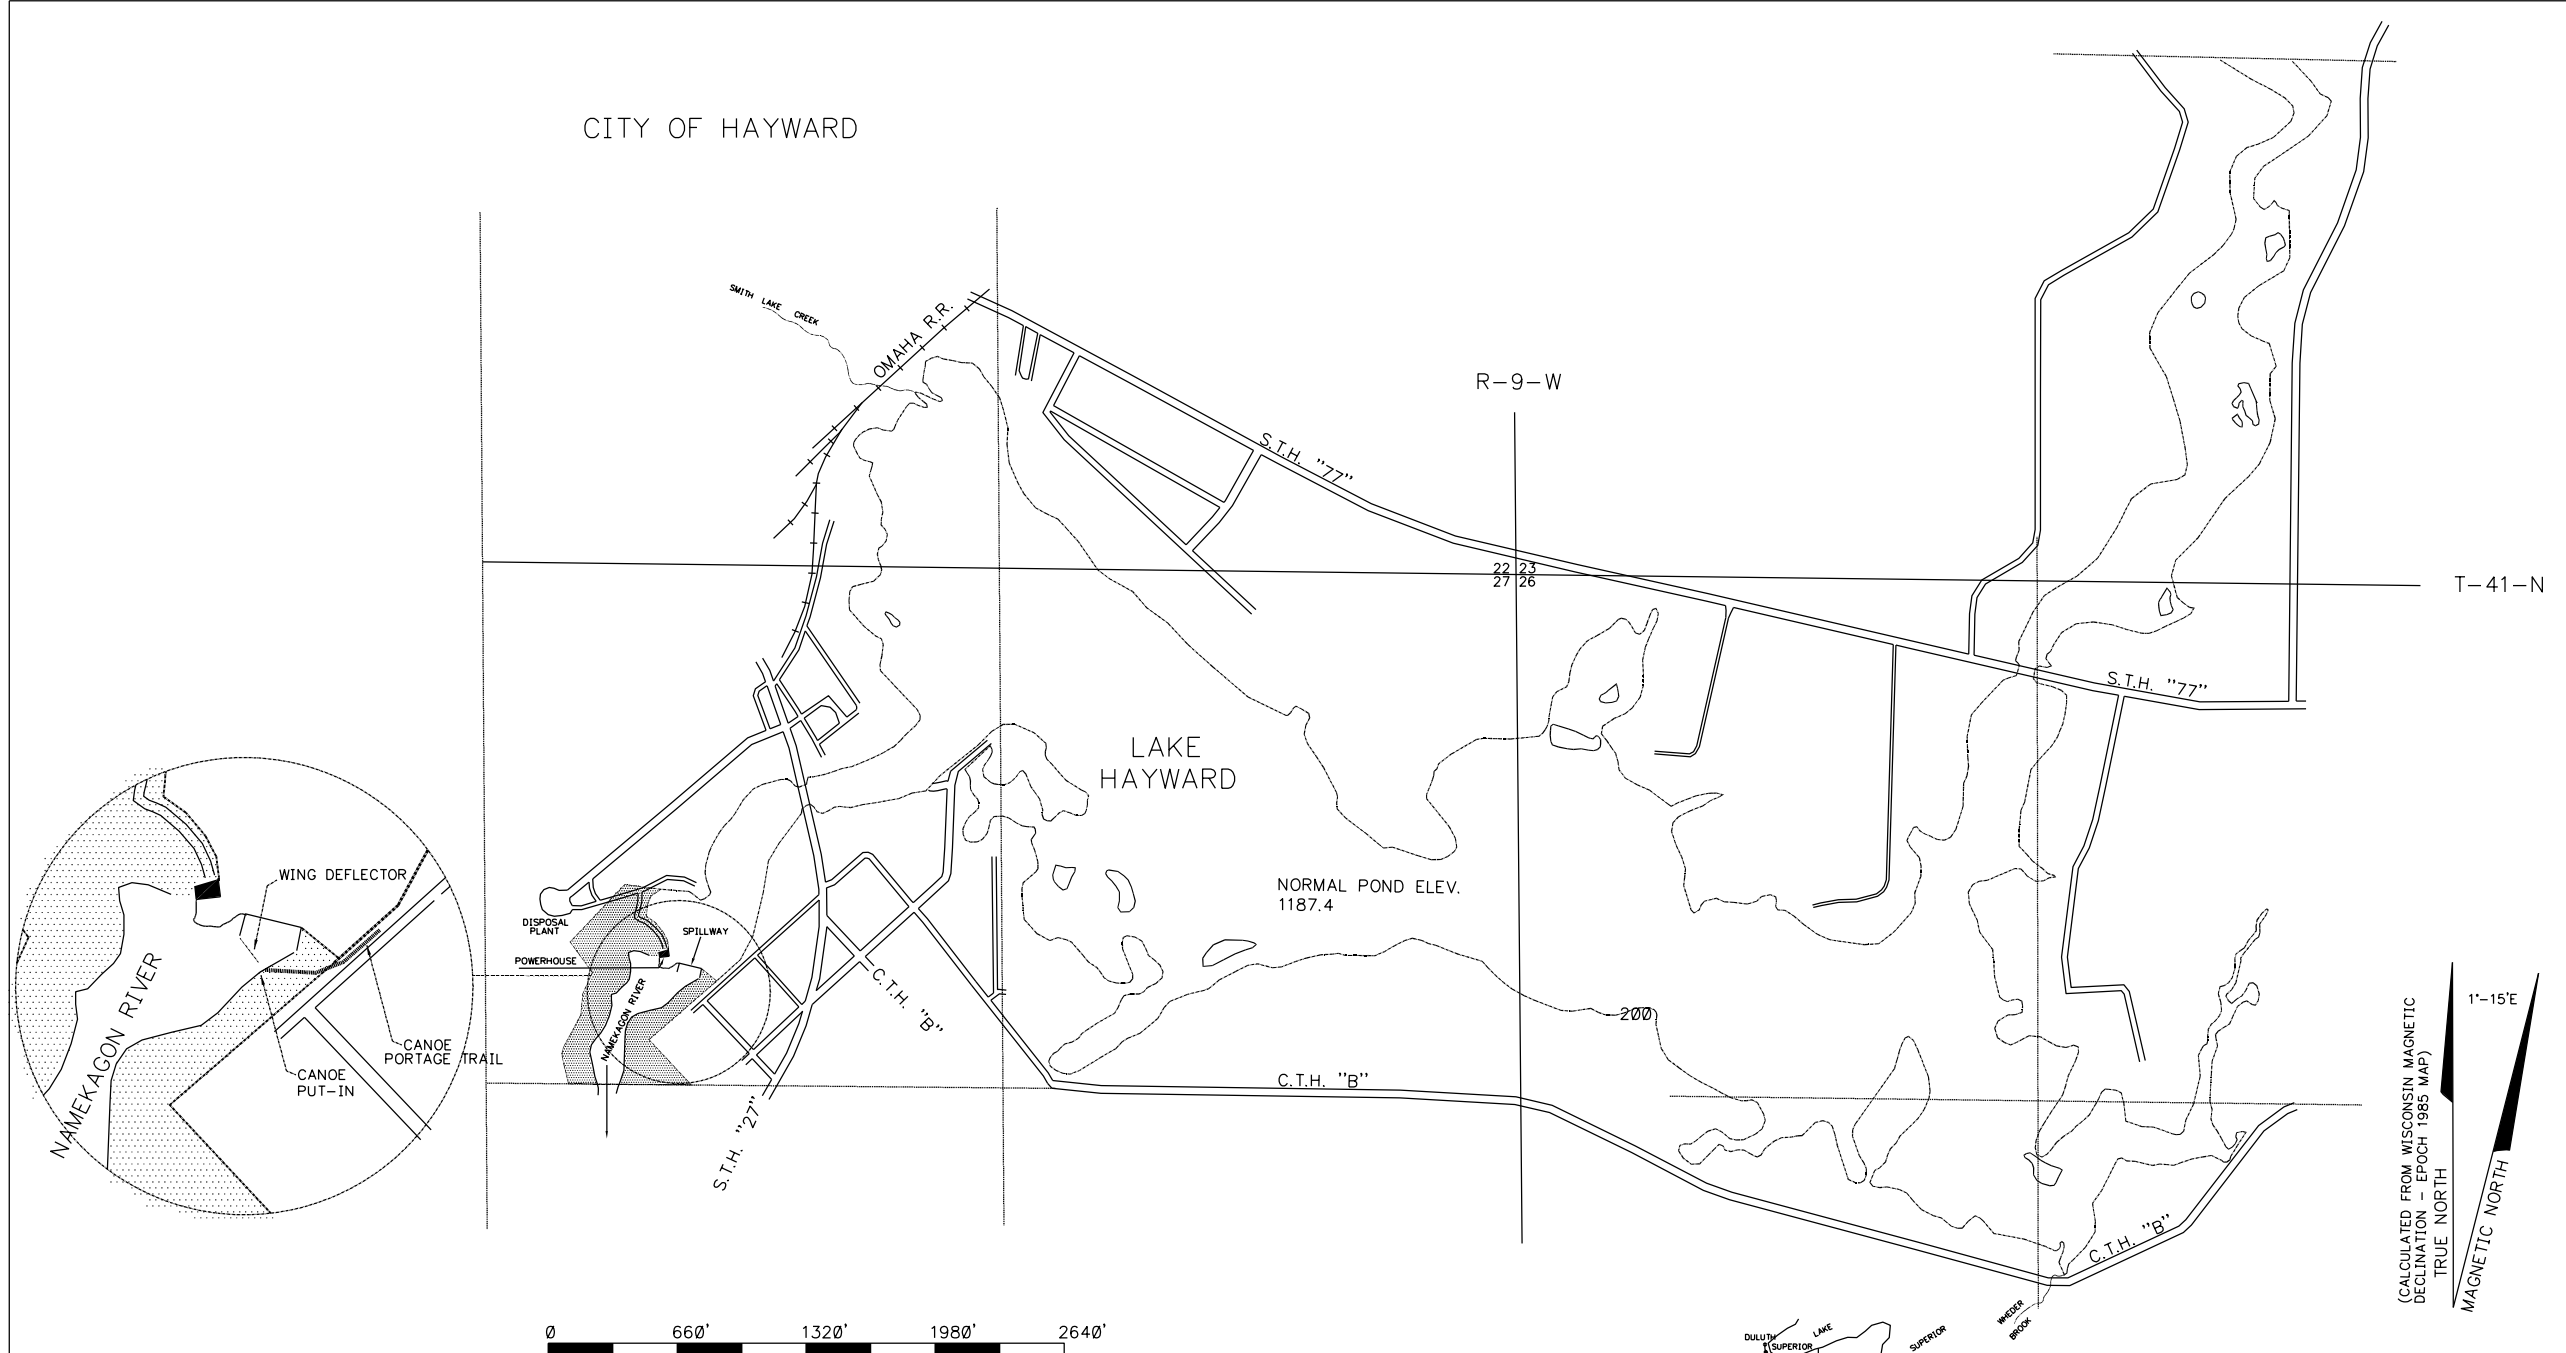 CITY OF HAYWARD
SMITH LAKE CREEK
OMAHA R.R.
R-9-W
S.T.H. "77"
22 23
27 26
T-41-N
S.T.H. "77"
LAKE
HAYWARD
NORMAL POND ELEV.
1187.4
WING DEFLECTOR
DISPOSAL
PLANT
SPILLWAY
POWERHOUSE
NAMEKAGON RIVER
NAMEKAGON RIVER
C.T.H. "B"
200
CANOE
PORTAGE TRAIL
CANOE
PUT-IN
C.T.H. "B"
S.T.H. "27"
C.T.H. "B"
1°-15'E
(CALCULATED FROM WISCONSIN MAGNETIC
DECLINATION - EPOCH 1985 MAP)
TRUE NORTH
MAGNETIC NORTH
WHEDER
BROOK
0 660' 1320' 1980' 2640'
DULUTH
SUPERIOR
LAKE
SUPERIOR